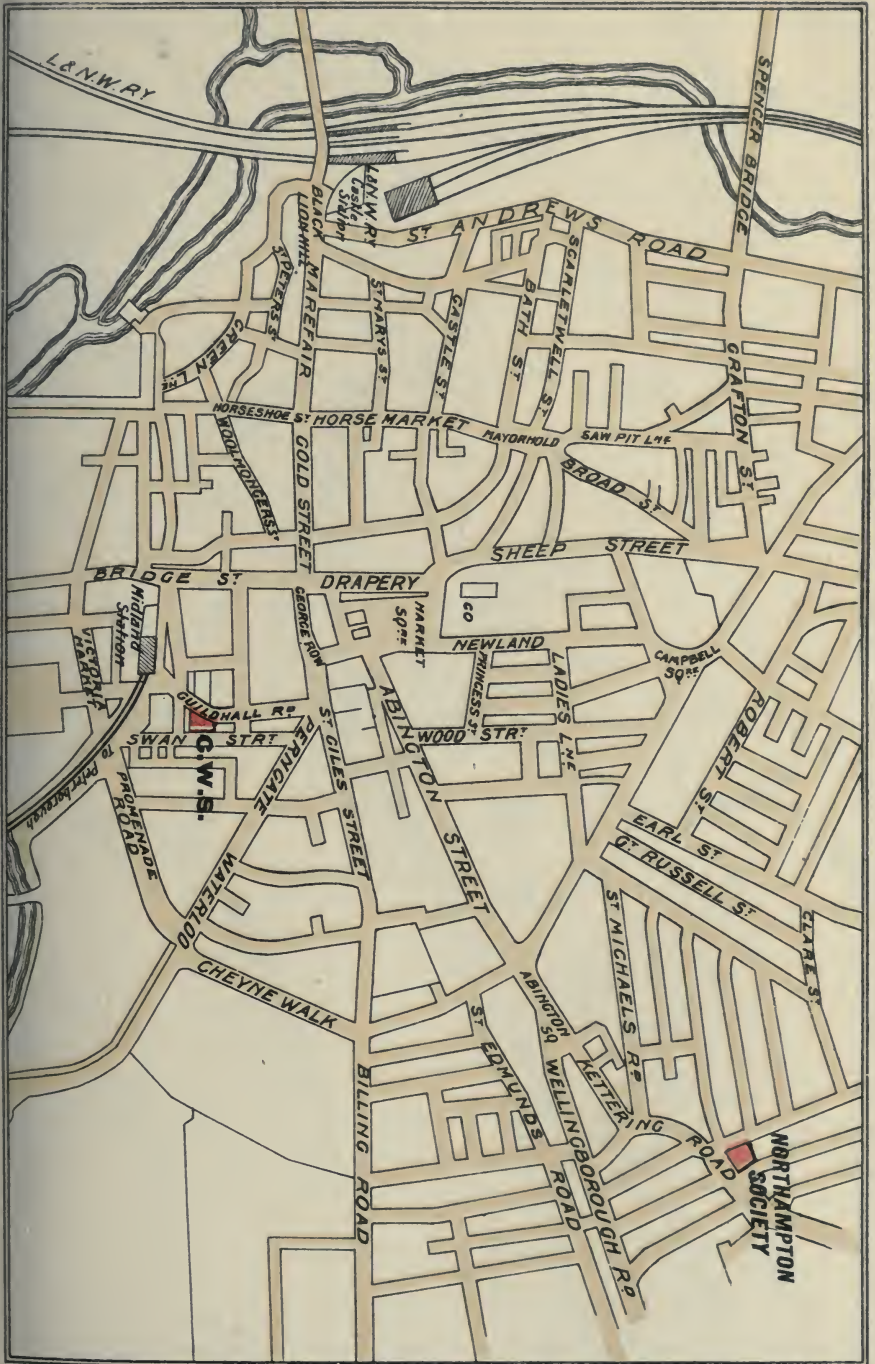 L & N.W. RY
SPENCER BRIDGE
L&N.W. RY
Castle
Station
BLACK
LION HILL
ST ANDREWS ROAD
ST PETERS S.
MAREFAIR
ST MARYS ST
CASTLE ST
BATH ST
SCARLETWELL ST
GREEN LNE
GRAFTON ST
HORSESHOE ST
HORSE MARKET
MAYORHOLD
SAW PIT LNE
WOOLMONGERS ST
GOLD STREET
BROAD ST
SHEEP STREET
BRIDGE ST
DRAPERY
Midland
Station
GEORGE ROW
MARKET
SQRE
CO
NEWLAND
CAMPBELL
SQRE
VICTORIA
PRINCESS ST
LADIES LNE
ROBERT ST
GUILDHALL RD
ST GILES STREET
ABINGTON STREET
WOOD STRT
SWAN STRT
C.W.S.
DERNGATE
To Peterborough
PROMENADE
ROAD
EARL ST
GT RUSSELL ST
WATERLOO
ST MICHAELS RD
CLARE ST
CHEYNE WALK
ABINGTON
SQ
ST EDMUNDS ROAD
WELLINGBOROUGH RD
KETTERING ROAD
BILLING ROAD
NORTHAMPTON
SOCIETY